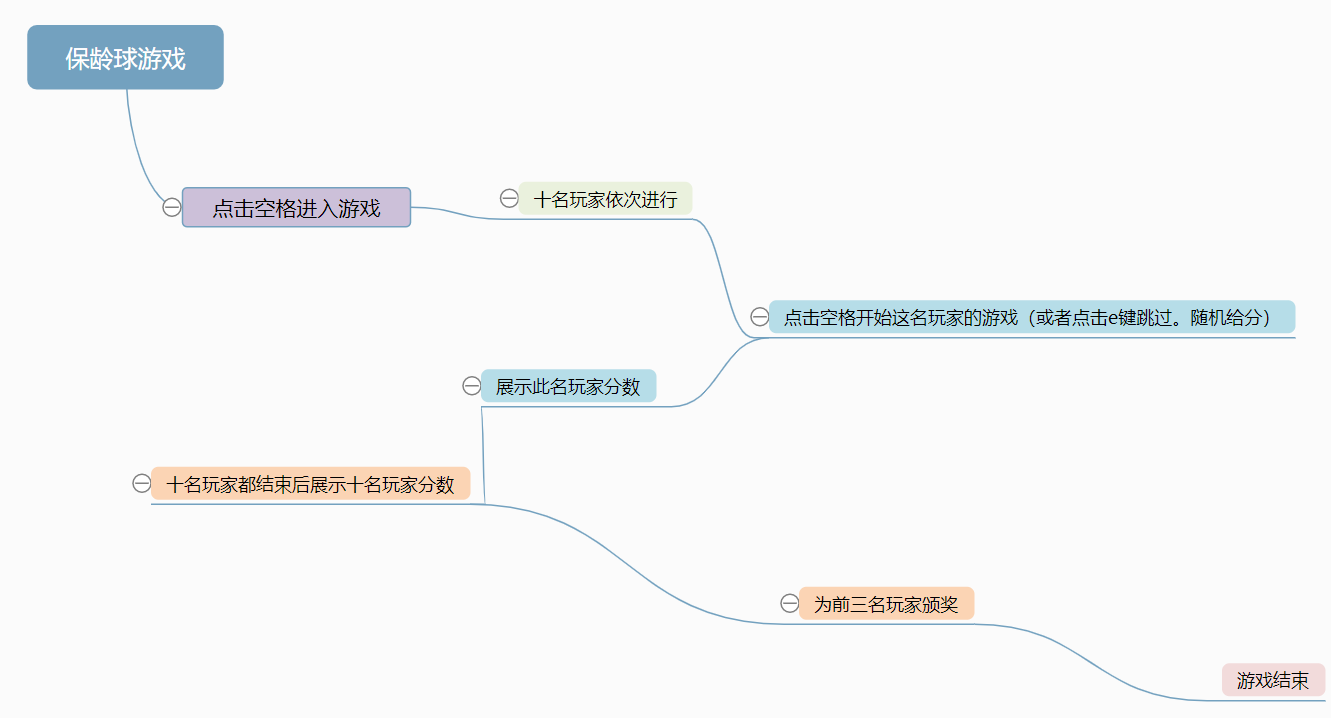 保龄球游戏
点击空格进入游戏
十名玩家依次进行
点击空格开始这名玩家的游戏（或者点击e键跳过。随机给分）
展示此名玩家分数
十名玩家都结束后展示十名玩家分数
为前三名玩家颁奖
游戏结束